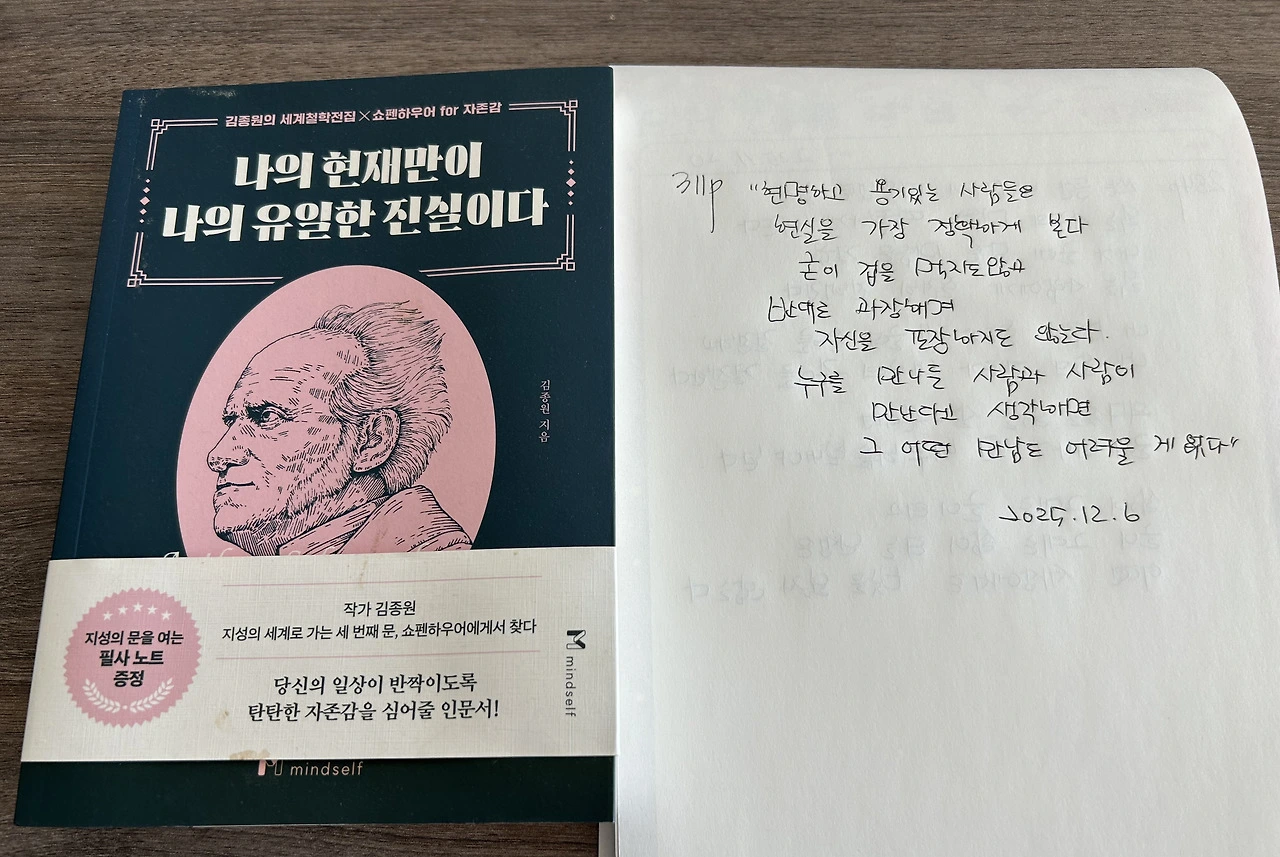 김종원의 세계철학전집×쇼펜하우어 for 자존감
나의 현재만이
나의 유일한 진실이다
김종원 지음
지성의 문을 여는
필사 노트
증정
작가 김종원
지성의 세계로 가는 세 번째 문, 쇼펜하우어에게서 찾다
당신의 일상이 반짝이도록
탄탄한 자존감을 심어줄 인문서!
mindself
mindself
311p "현명하고 용기있는 사람들은
현실을 가장 정확하게 본다
굳이 겁을 먹지도않고
반대로 과장해며
자신을 포장하지도 않는다.
누구를 만나든 사람과 사람이
만난다고 생각하면
그 어떤 만남도 어려울 게 없다"
2025.12.6